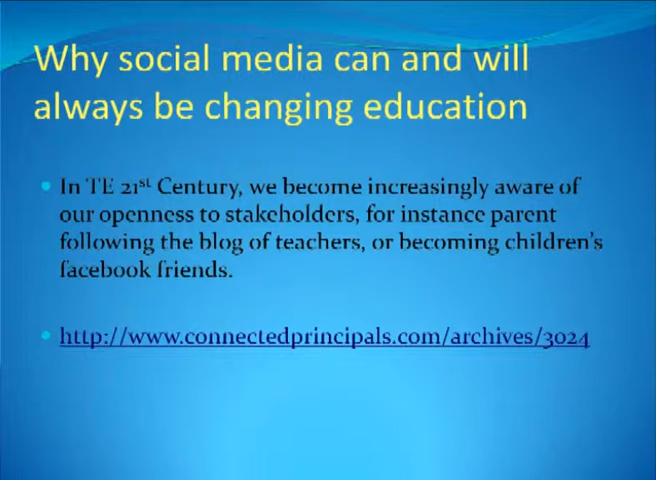 Why social media can and will
always be changing education
• In TE 21st Century, we become increasingly aware of
our openness to stakeholders, for instance parent
following the blog of teachers, or becoming children's
facebook friends.
• http://www.connectedprincipals.com/archives/3024